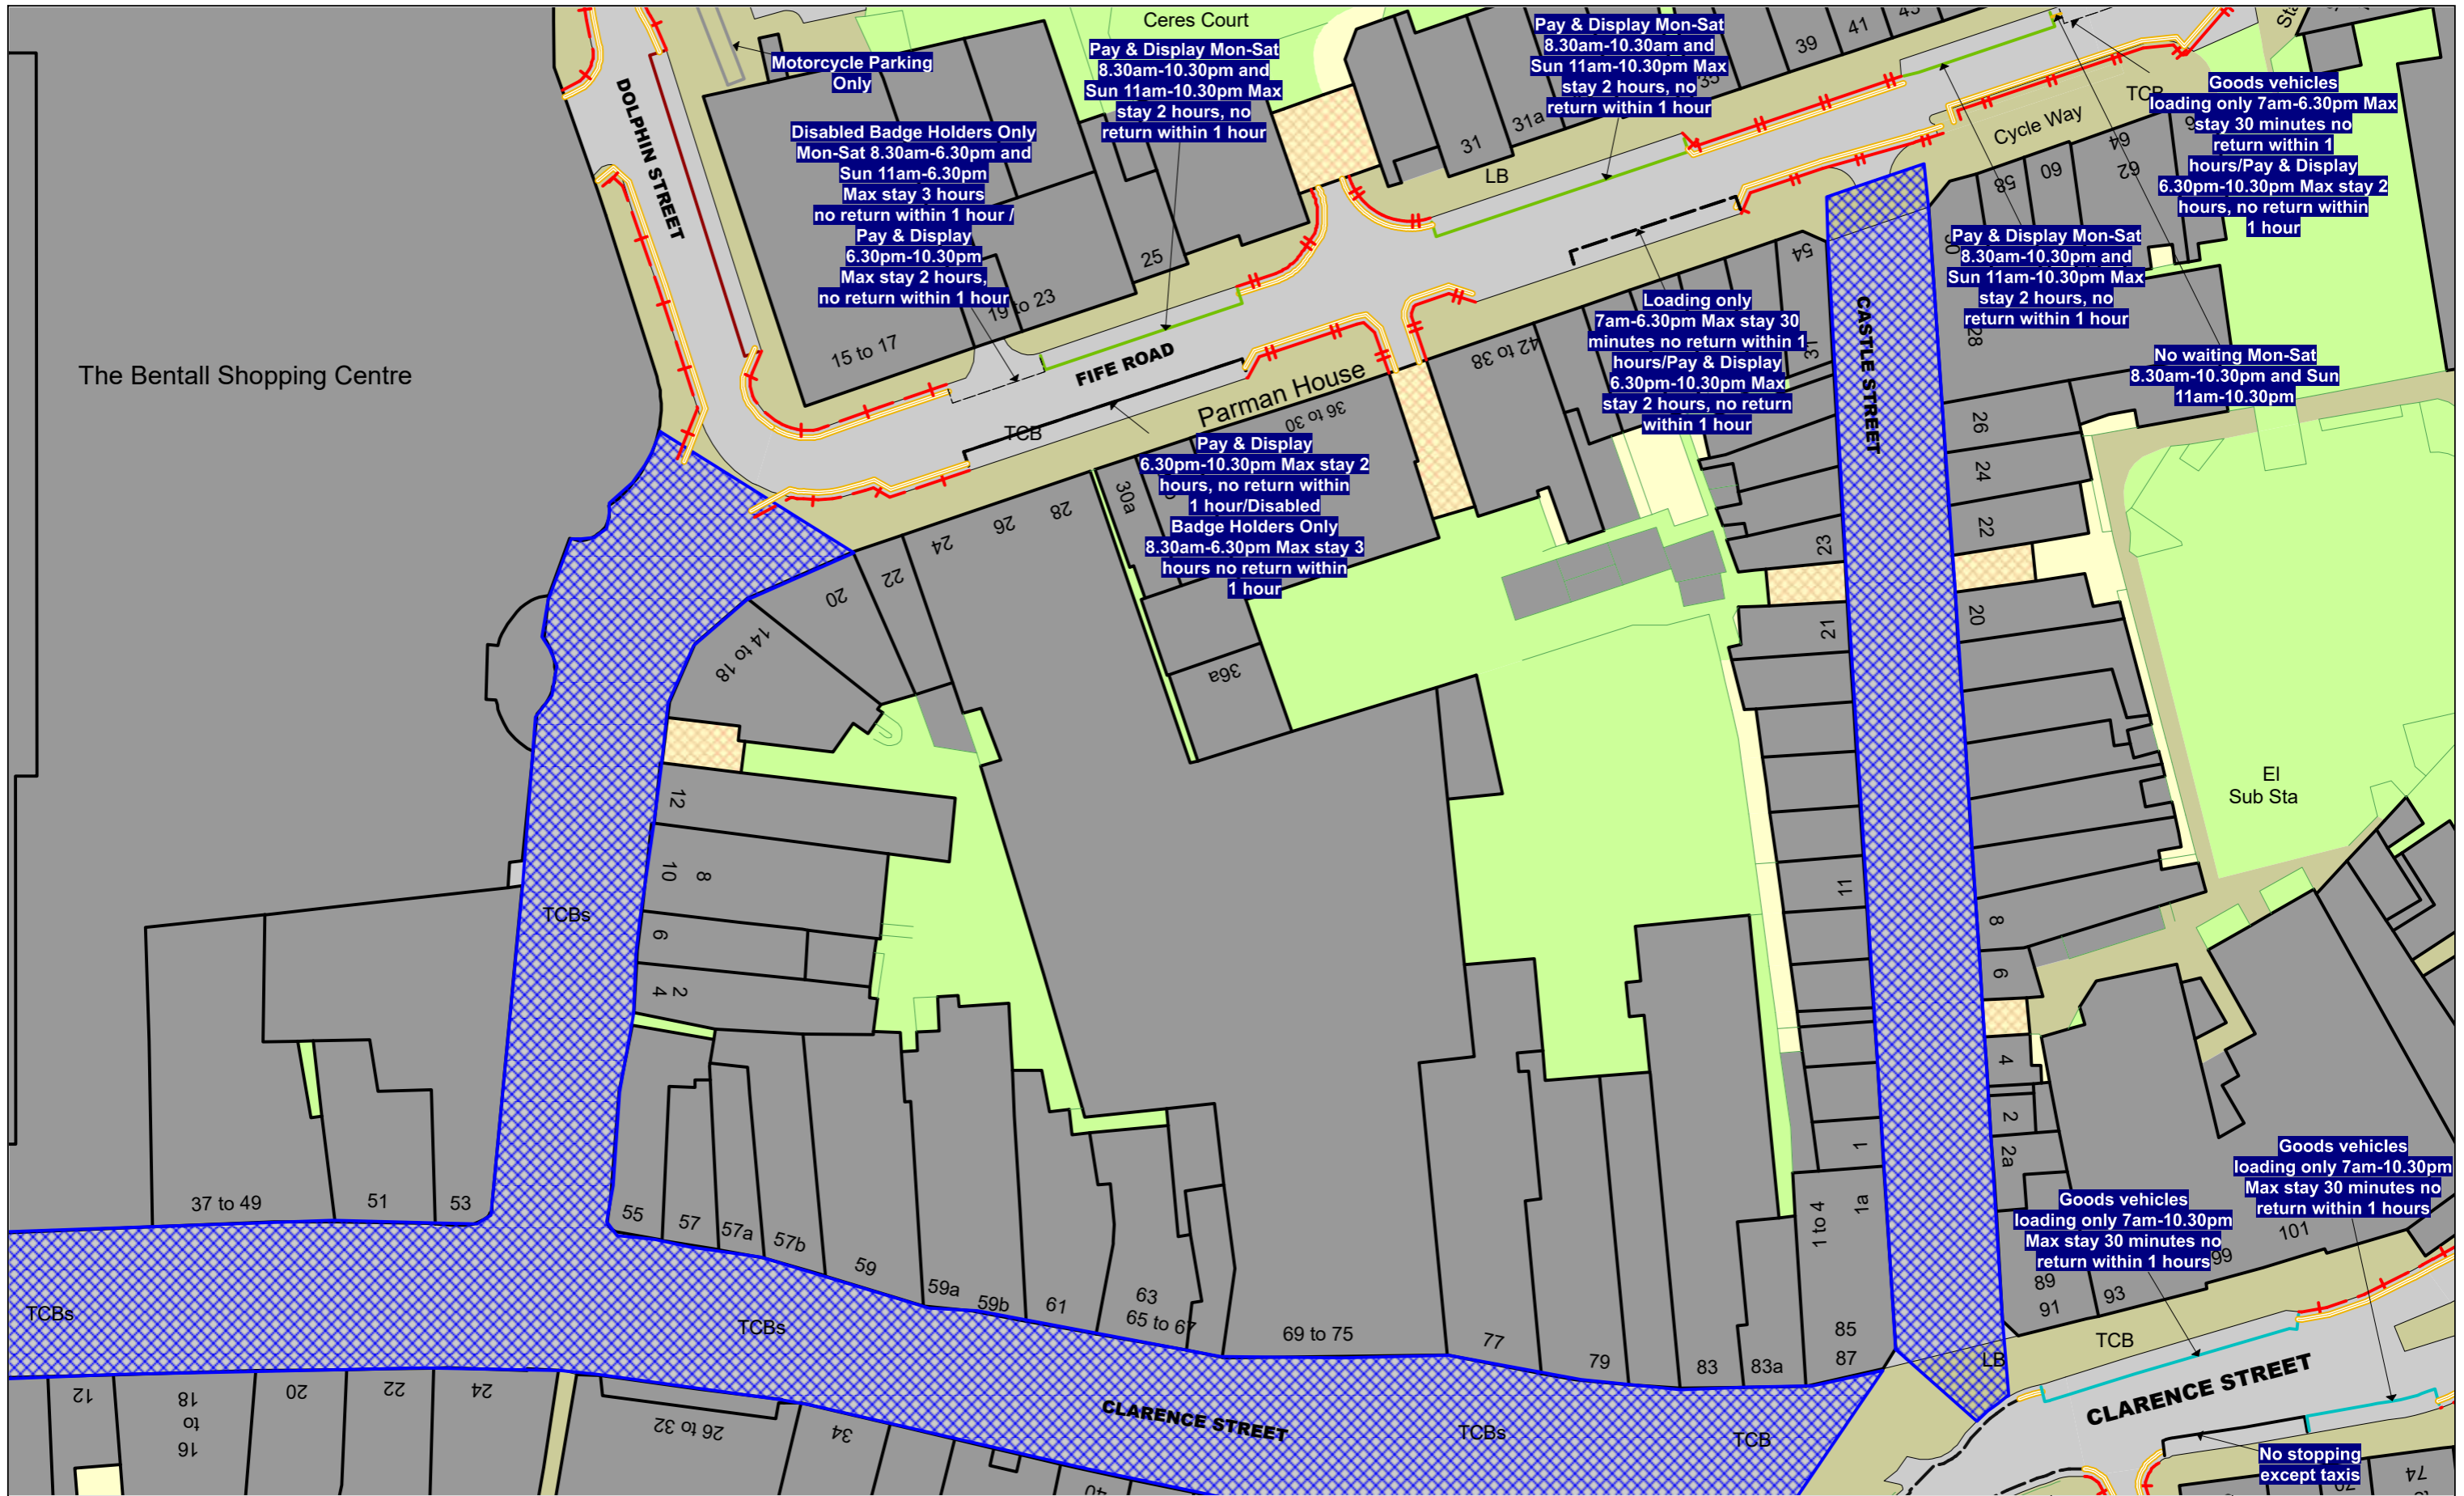 Ceres Court
Motorcycle Parking
Only
DOLPHIN STREET
Disabled Badge Holders Only
Mon-Sat 8.30am-6.30pm and
Sun 11am-6.30pm
Max stay 3 hours
no return within 1 hour /
Pay & Display
6.30pm-10.30pm
Max stay 2 hours,
no return within 1 hour
Pay & Display Mon-Sat
8.30am-10.30pm and
Sun 11am-10.30pm Max
stay 2 hours, no
return within 1 hour
Pay & Display Mon-Sat
8.30am-10.30am and
Sun 11am-10.30pm Max
stay 2 hours, no
return within 1 hour
31
31a
35
39
41
LB
Cycle Way
TCB
Goods vehicles
loading only 7am-6.30pm Max
stay 30 minutes no
return within 1
hours/Pay & Display
6.30pm-10.30pm Max stay 2
hours, no return within
1 hour
58
60
62
64
Pay & Display Mon-Sat
8.30am-10.30pm and
Sun 11am-10.30pm Max
stay 2 hours, no
return within 1 hour
No waiting Mon-Sat
8.30am-10.30pm and Sun
11am-10.30pm
Loading only
7am-6.30pm Max stay 30
minutes no return within 1
hours/Pay & Display
6.30pm-10.30pm Max
stay 2 hours, no return
within 1 hour
The Bentall Shopping Centre
15 to 17
19 to 23
25
FIFE ROAD
Parman House
TCB
30 to 36
38 to 42
54
31
CASTLE STREET
30
28
26
24
22
20
Pay & Display
6.30pm-10.30pm Max stay 2
hours, no return within
1 hour/Disabled
Badge Holders Only
8.30am-6.30pm Max stay 3
hours no return within
1 hour
14 to 18
20
22
24
26
28
30a
36a
23
21
11
El
Sub Sta
12
10
8
6
4
2
TCBs
8
6
4
2
2a
1
1a
1 to 4
37 to 49
51
53
55
57
57a
57b
59
59a
59b
61
63
65 to 67
69 to 75
77
79
83
83a
85
87
89
91
93
99
101
Goods vehicles
loading only 7am-10.30pm
Max stay 30 minutes no
return within 1 hours
Goods vehicles
loading only 7am-10.30pm
Max stay 30 minutes no
return within 1 hours
TCBs
TCBs
CLARENCE STREET
TCBs
TCB
LB
TCB
CLARENCE STREET
12
16
to
18
20
22
24
26 to 32
34
40
No stopping
except taxis
74